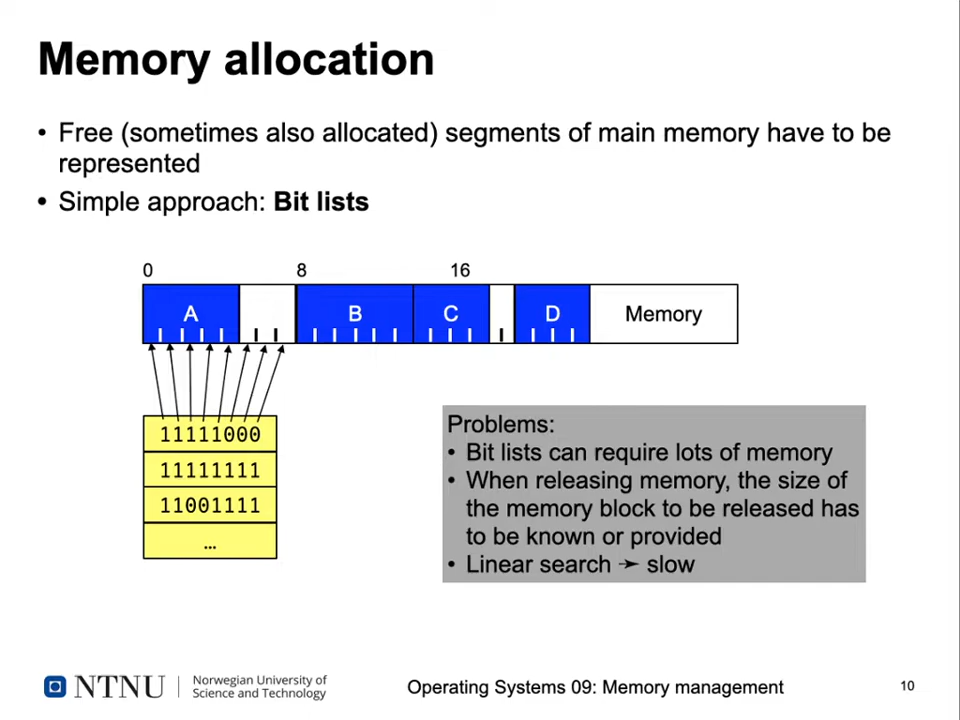 Memory allocation
• Free (sometimes also allocated) segments of main memory have to be
represented
• Simple approach: Bit lists
0 8 16
A B C D Memory
11111000
11111111
11001111
...
Problems:
• Bit lists can require lots of memory
• When releasing memory, the size of
the memory block to be released has
to be known or provided
• Linear search ➛ slow
NTNU
Norwegian University of
Science and Technology
Operating Systems 09: Memory management
10